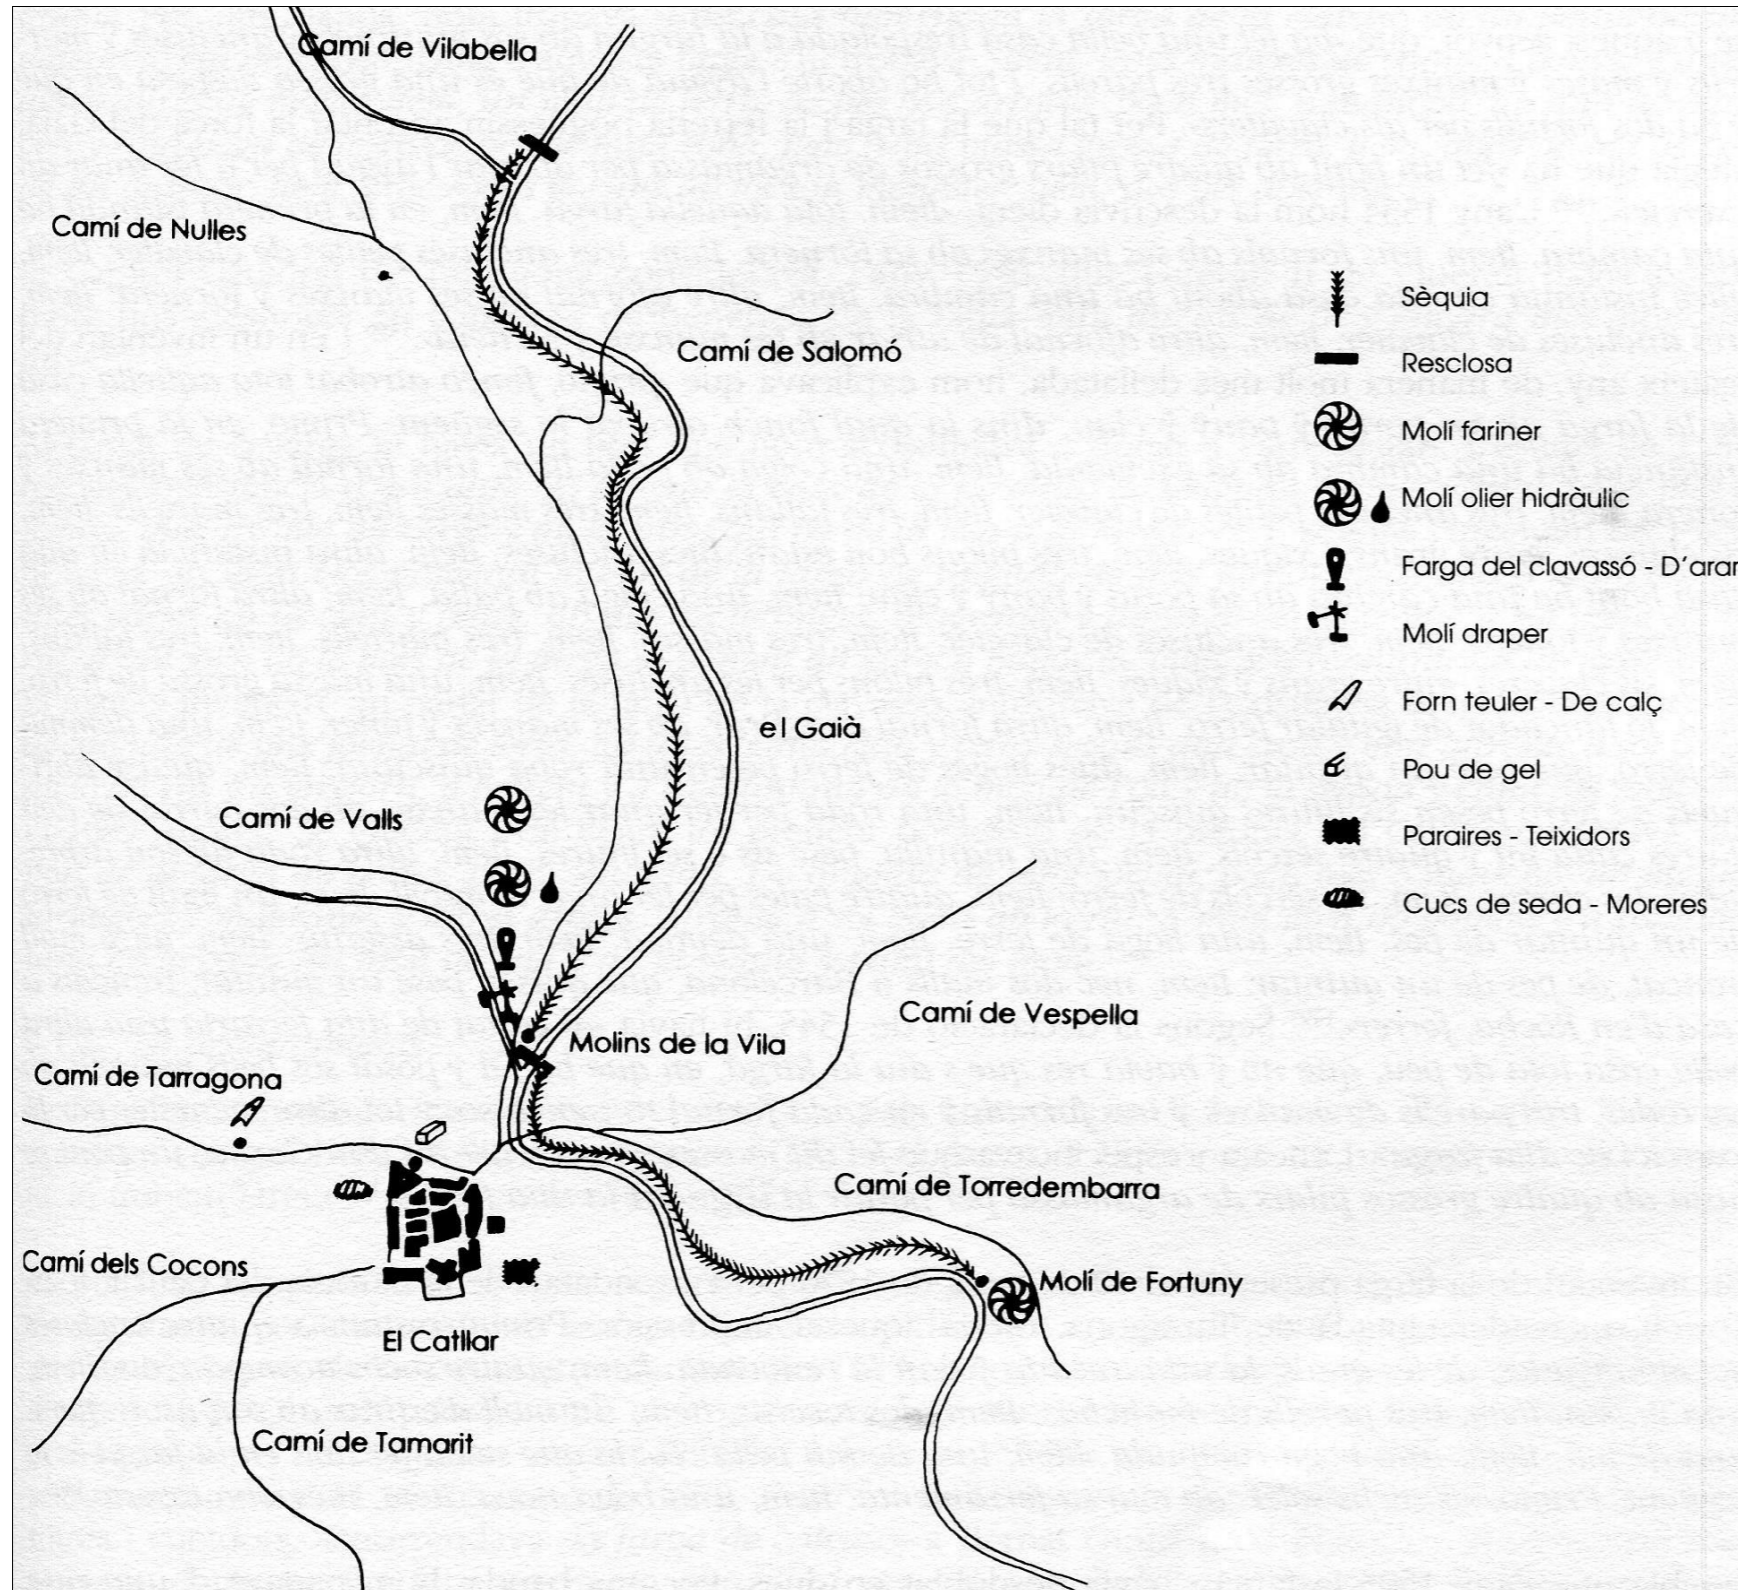 Camí de Vilabella
Camí de Nulles
Camí de Salomó
el Gaià
Camí de Valls
Camí de Vespella
Molins de la Vila
Camí de Tarragona
Camí de Torredembarra
Camí dels Cocons
Molí de Fortuny
El Catllar
Camí de Tamarit
Sèquia
Resclosa
Molí fariner
Molí olier hidràulic
Farga del clavassó - D'aram
Molí draper
Forn teuler - De calç
Pou de gel
Paraires - Teixidors
Cucs de seda - Moreres